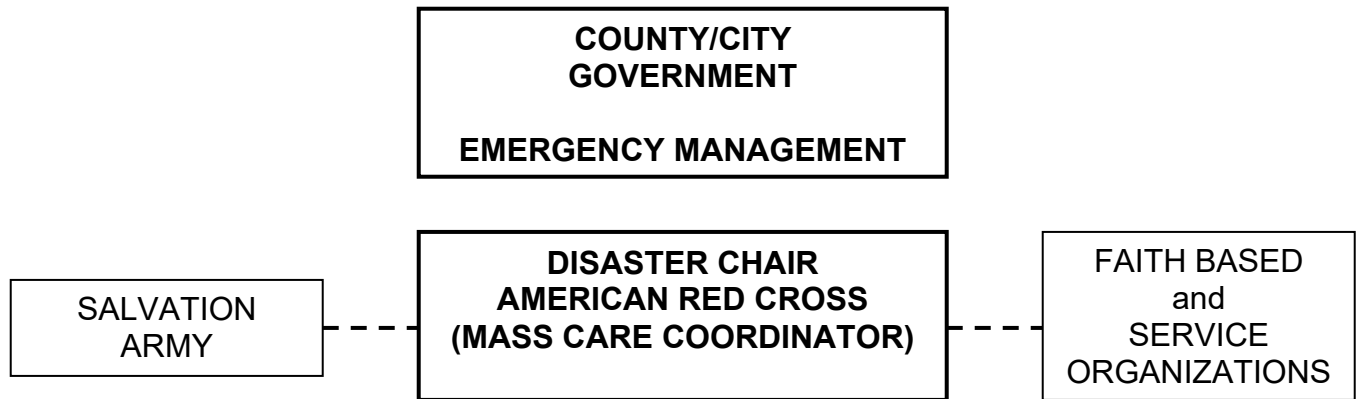 COUNTY/CITY
GOVERNMENT
EMERGENCY MANAGEMENT
SALVATION
ARMY
DISASTER CHAIR
AMERICAN RED CROSS
(MASS CARE COORDINATOR)
FAITH BASED
and
SERVICE
ORGANIZATIONS